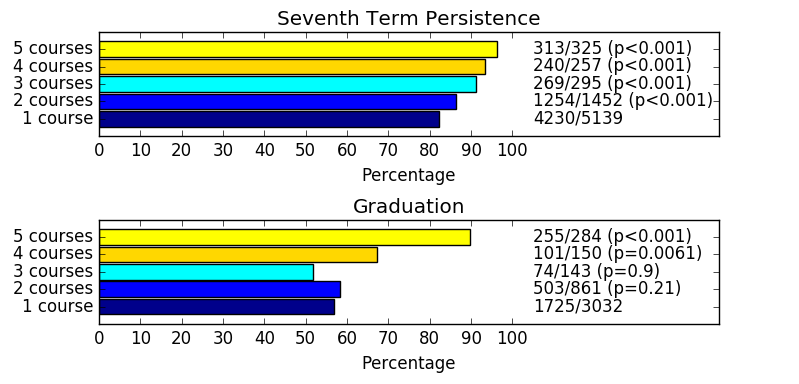 Seventh Term Persistence
5 courses 313/325 (p<0.001)
4 courses 240/257 (p<0.001)
3 courses 269/295 (p<0.001)
2 courses 1254/1452 (p<0.001)
1 course 4230/5139
0 10 20 30 40 50 60 70 80 90 100
Percentage
Graduation
5 courses 255/284 (p<0.001)
4 courses 101/150 (p=0.0061)
3 courses 74/143 (p=0.9)
2 courses 503/861 (p=0.21)
1 course 1725/3032
0 10 20 30 40 50 60 70 80 90 100
Percentage